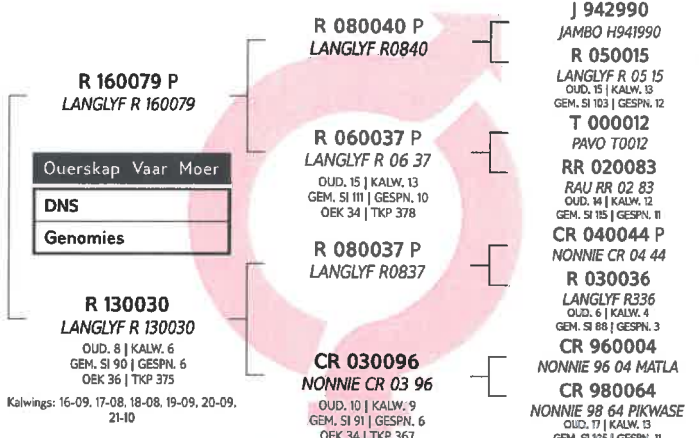 R 160079 P
LANGLYF R 160079
Ouerskap Vaar Moer
DNS
Genomies
R 130030
LANGLYF R 130030
OUD. 8 | KALW. 6
GEM. SI 90 | GESPN. 6
OEK 36 | TKP 375
Kalwings: 16-09, 17-08, 18-08, 19-09, 20-09,
21-10
R 080040 P
LANGLYF R0840
R 060037 P
LANGLYF R 06 37
OUD. 15 | KALW. 13
GEM. SI 111 | GESPN. 10
OEK 34 | TKP 378
R 080037 P
LANGLYF R0837
CR 030096
NONNIE CR 03 96
OUD. 10 | KALW. 9
GEM. SI 91 | GESPN. 6
OEK 34 | TKP 367
J 942990
JAMBO H941990
R 050015
LANGLYF R 05 15
OUD. 15 | KALW. 13
GEM. SI 103 | GESPN. 12
T 000012
PAVO T0012
RR 020083
RAU RR 02 83
OUD. 14 | KALW. 12
GEM. SI 115 | GESPN. 11
CR 040044 P
NONNIE CR 04 44
R 030036
LANGLYF R336
OUD. 6 | KALW. 4
GEM. SI 88 | GESPN. 3
CR 960004
NONNIE 96 04 MATLA
CR 980064
NONNIE 98 64 PIKWASE
OUD. 17 | KALW. 13
GEM. SI 105 | GESPN. 11